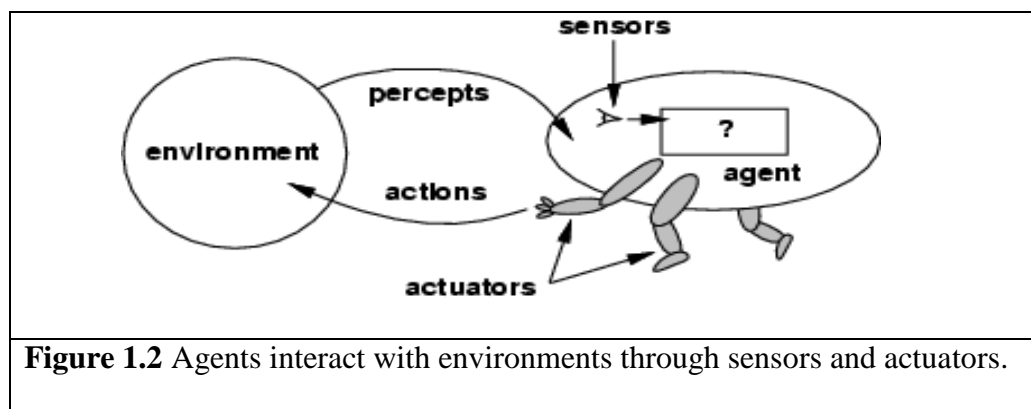 sensors
percepts
?
environment
agent
actions
actuators
Figure 1.2 Agents interact with environments through sensors and actuators.